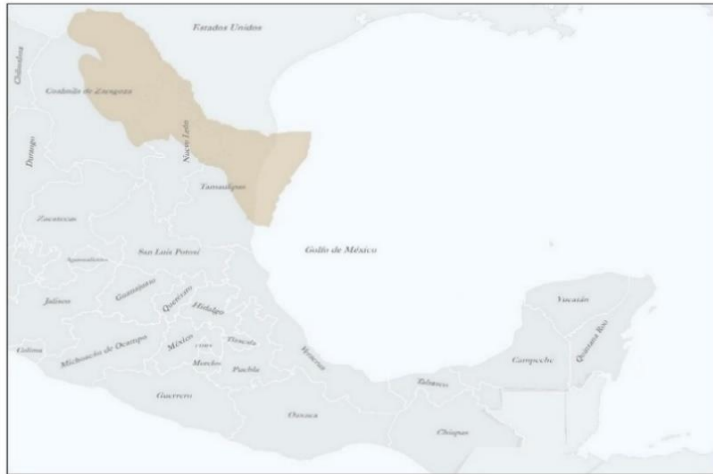 Estados Unidos
Chihuahua
Coahuila de Zaragoza
Durango
Nuevo León
Tamaulipas
Zacatecas
San Luis Potosí
Golfo de México
Aguascalientes
Guanajuato
Querétaro
Hidalgo
Jalisco
Yucatán
Quintana Roo
Colima
Michoacán de Ocampo
México
CDMX
Tlaxcala
Morelos
Puebla
Veracruz
Campeche
Tabasco
Guerrero
Oaxaca
Chiapas